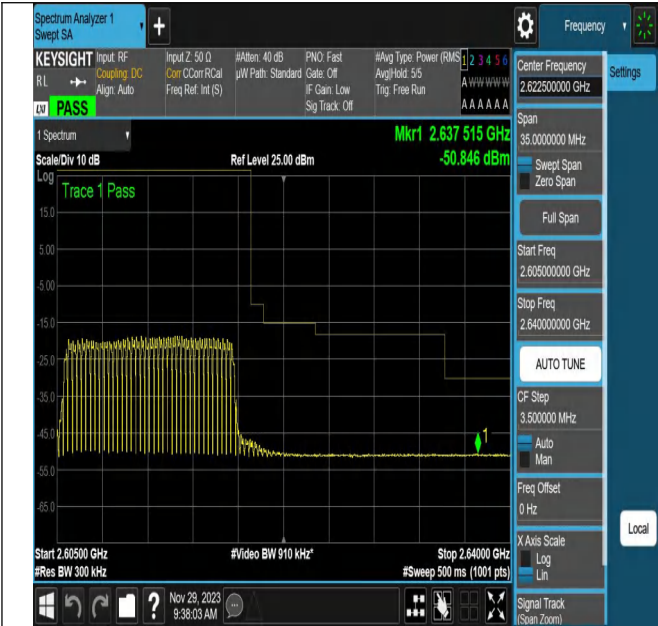 Spectrum Analyzer 1
Swept SA
+
Frequency
KEYSIGHT
RL
LXI
PASS
Input: RF
Coupling: DC
Align: Auto
Input Z: 50 Ω
Corr CCorr RCal
Freq Ref: Int (S)
#Atten: 40 dB
µW Path: Standard
PNO: Fast
Gate: Off
IF Gain: Low
Sig Track: Off
#Avg Type: Power (RMS
Avg|Hold: 5/5
Trig: Free Run
1 2 3 4 5 6
A W W W W W
A A A A A A
1 Spectrum
Scale/Div 10 dB
Ref Level 25.00 dBm
Mkr1 2.637 515 GHz
-50.846 dBm
Log
Trace 1 Pass
15.0
5.00
-5.00
-15.0
-25.0
-35.0
-45.0
-55.0
-65.0
1
Start 2.60500 GHz
#Video BW 910 kHz*
Stop 2.64000 GHz
#Res BW 300 kHz
#Sweep 500 ms (1001 pts)
Center Frequency
2.622500000 GHz
Settings
Span
35.0000000 MHz
Swept Span
Zero Span
Full Span
Start Freq
2.605000000 GHz
Stop Freq
2.640000000 GHz
AUTO TUNE
CF Step
3.500000 MHz
Auto
Man
Freq Offset
0 Hz
X Axis Scale
Log
Lin
Local
Signal Track
(Span Zoom)
?
Nov 29, 2023
9:38:03 AM